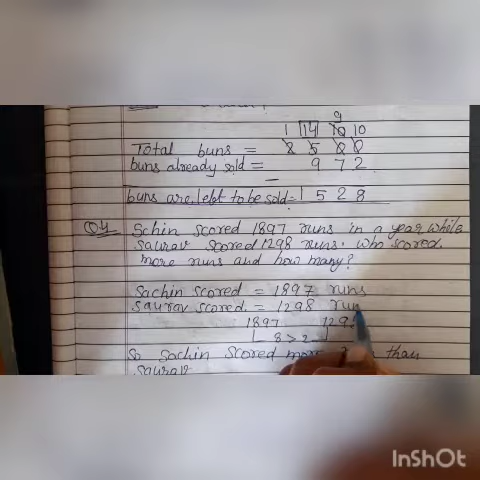 9
1 14 10 10
Total buns = 2 5 0 0
buns already sold = 9 7 2
buns are lebt to be sold = 1 5 2 8
Q4 Schin scored 1897 runs in a year while
saurav scored 1298 runs. who scored
more runs and how many?
Sachin scored = 1897 runs
saurav scored. = 1298 run
1897 129
8 > 2
So Sachin scored more than
saurav
InShOt